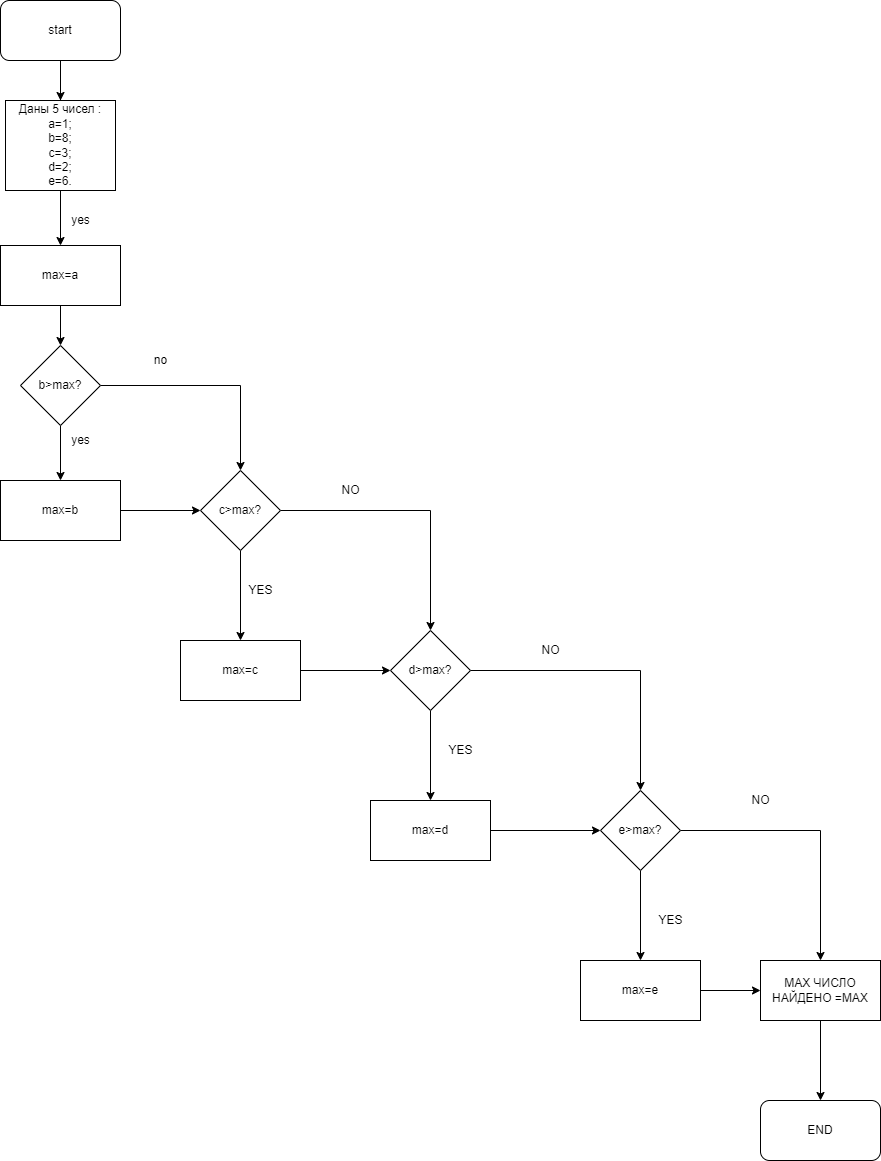 start
Даны 5 чисел :
a=1;
b=8;
c=3;
d=2;
e=6.
yes
max=a
no
b>max?
yes
max=b
NO
c>max?
YES
max=c
NO
d>max?
YES
max=d
NO
e>max?
YES
max=e
MAX ЧИСЛО
НАЙДЕНО =MAX
END